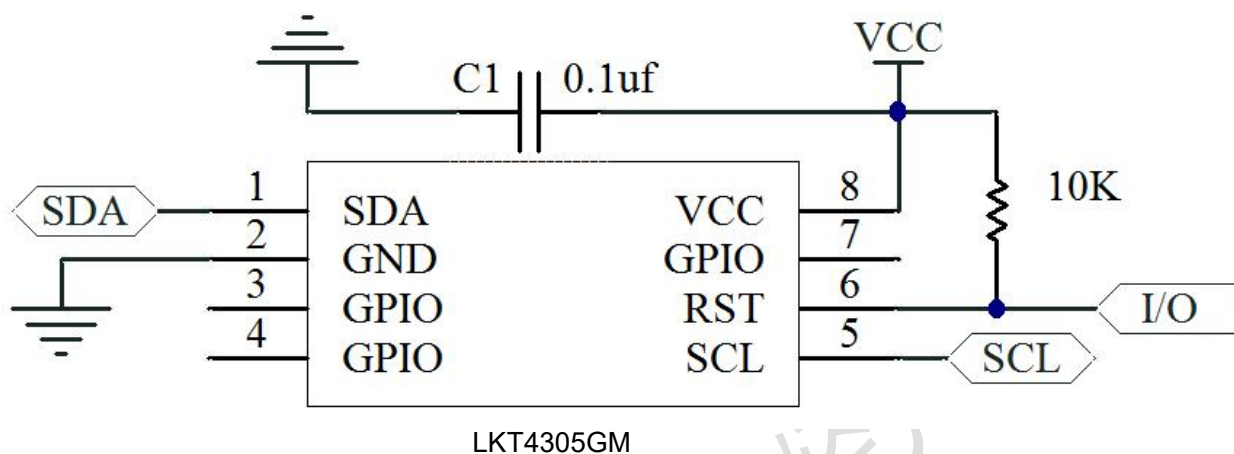 VCC
C1 0.1uf
10K
SDA
1
SDA
VCC
8
2
GND
GPIO
7
3
GPIO
RST
6
I/O
4
GPIO
SCL
5
SCL
LKT4305GM